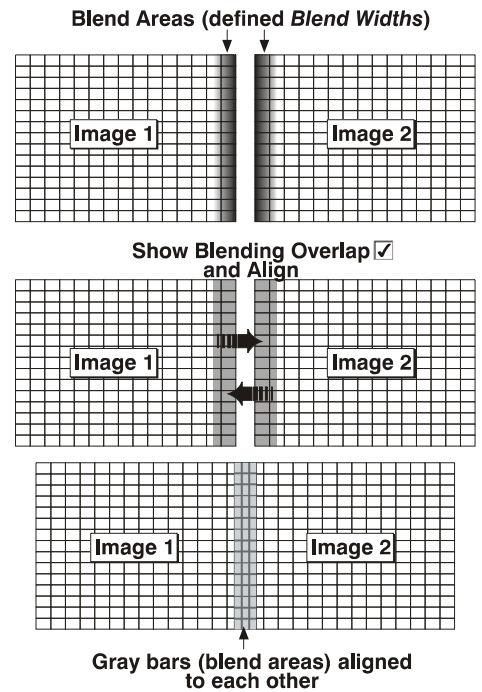 Blend Areas (defined Blend Widths)
Image 1
Image 2
Show Blending Overlap ☑
and Align
Image 1
Image 2
Image 1
Image 2
Gray bars (blend areas) aligned
to each other